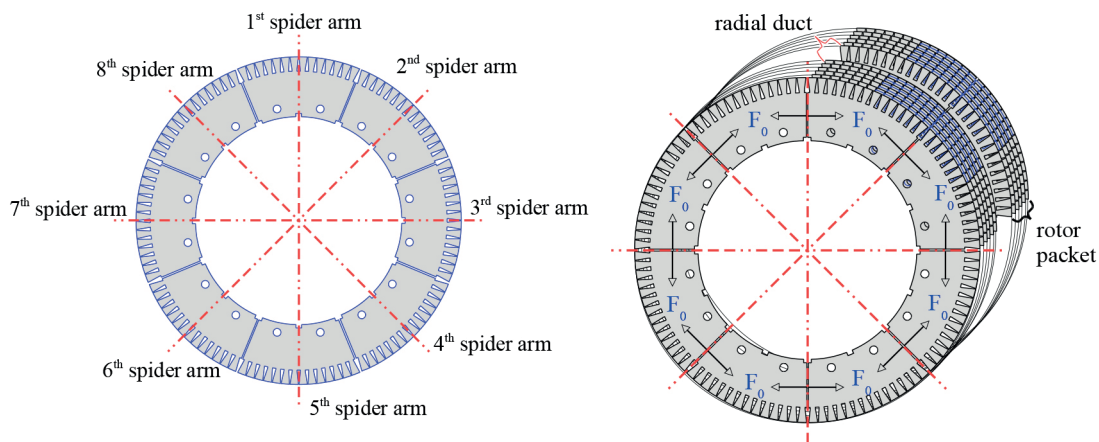 1st spider arm
2nd spider arm
3rd spider arm
4th spider arm
5th spider arm
6th spider arm
7th spider arm
8th spider arm
radial duct
F0
F0
F0
F0
F0
F0
F0
F0
rotor
packet